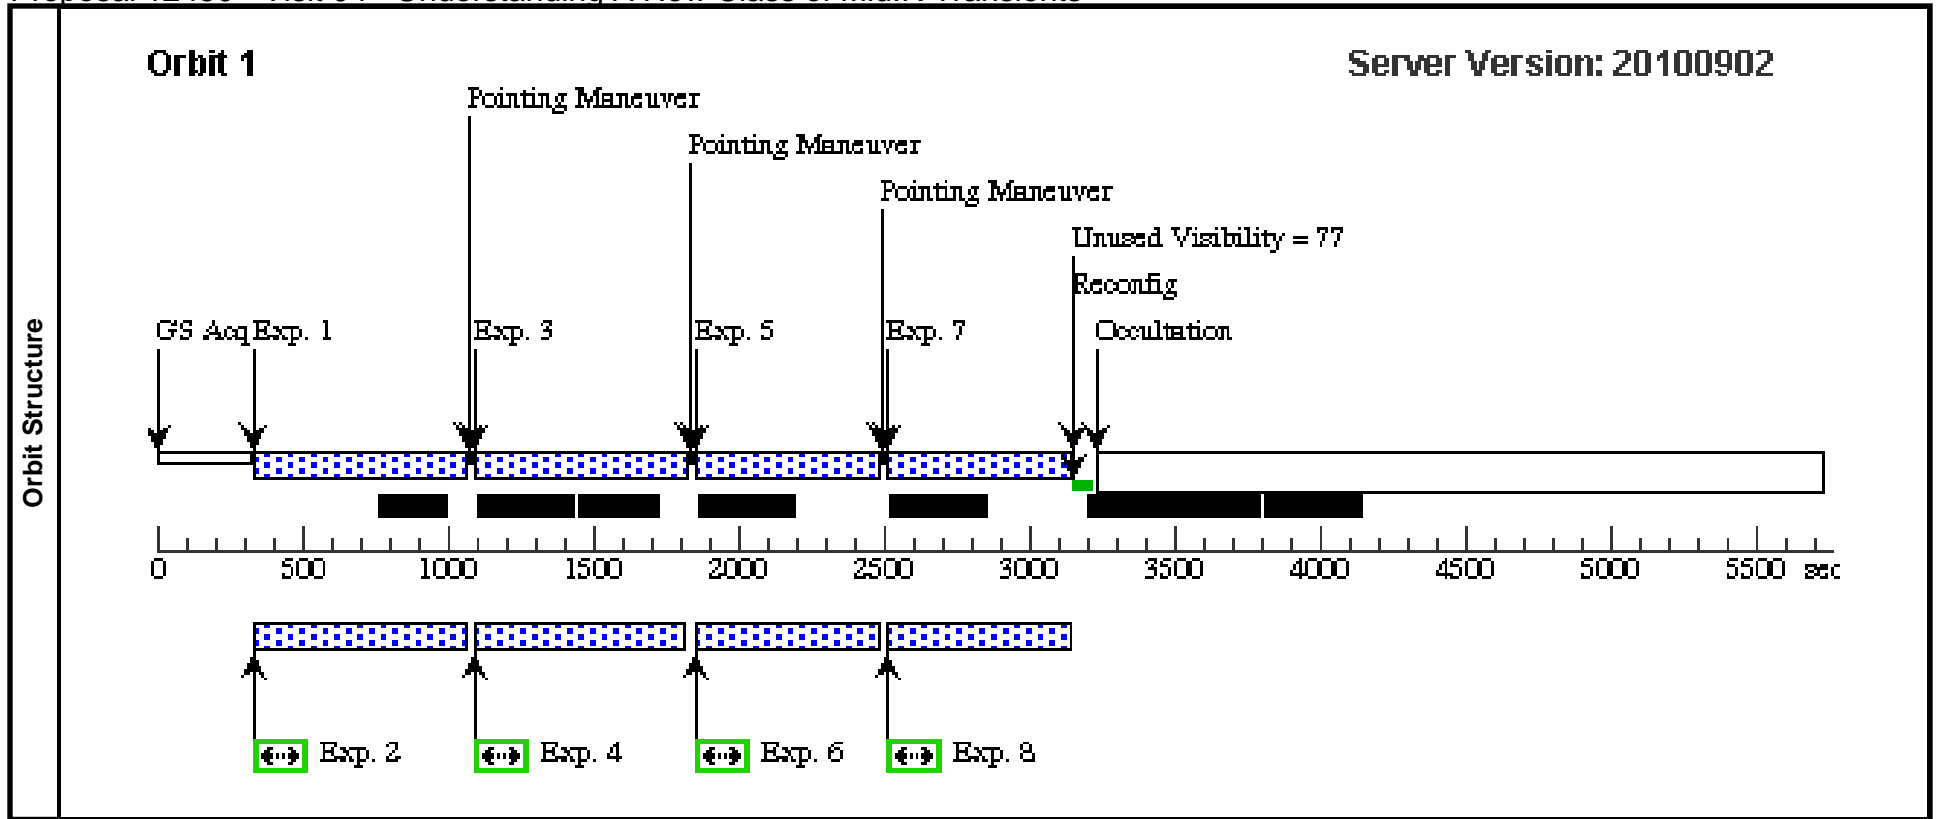 Orbit Structure
Orbit 1
Server Version: 20100902
Pointing Maneuver
Pointing Maneuver
Pointing Maneuver
Unused Visibility = 77
Reconfig
GS Acq Exp. 1 Exp. 3 Exp. 5 Exp. 7 Occultation
0 500 1000 1500 2000 2500 3000 3500 4000 4500 5000 5500 sec
Exp. 2 Exp. 4 Exp. 6 Exp. 8